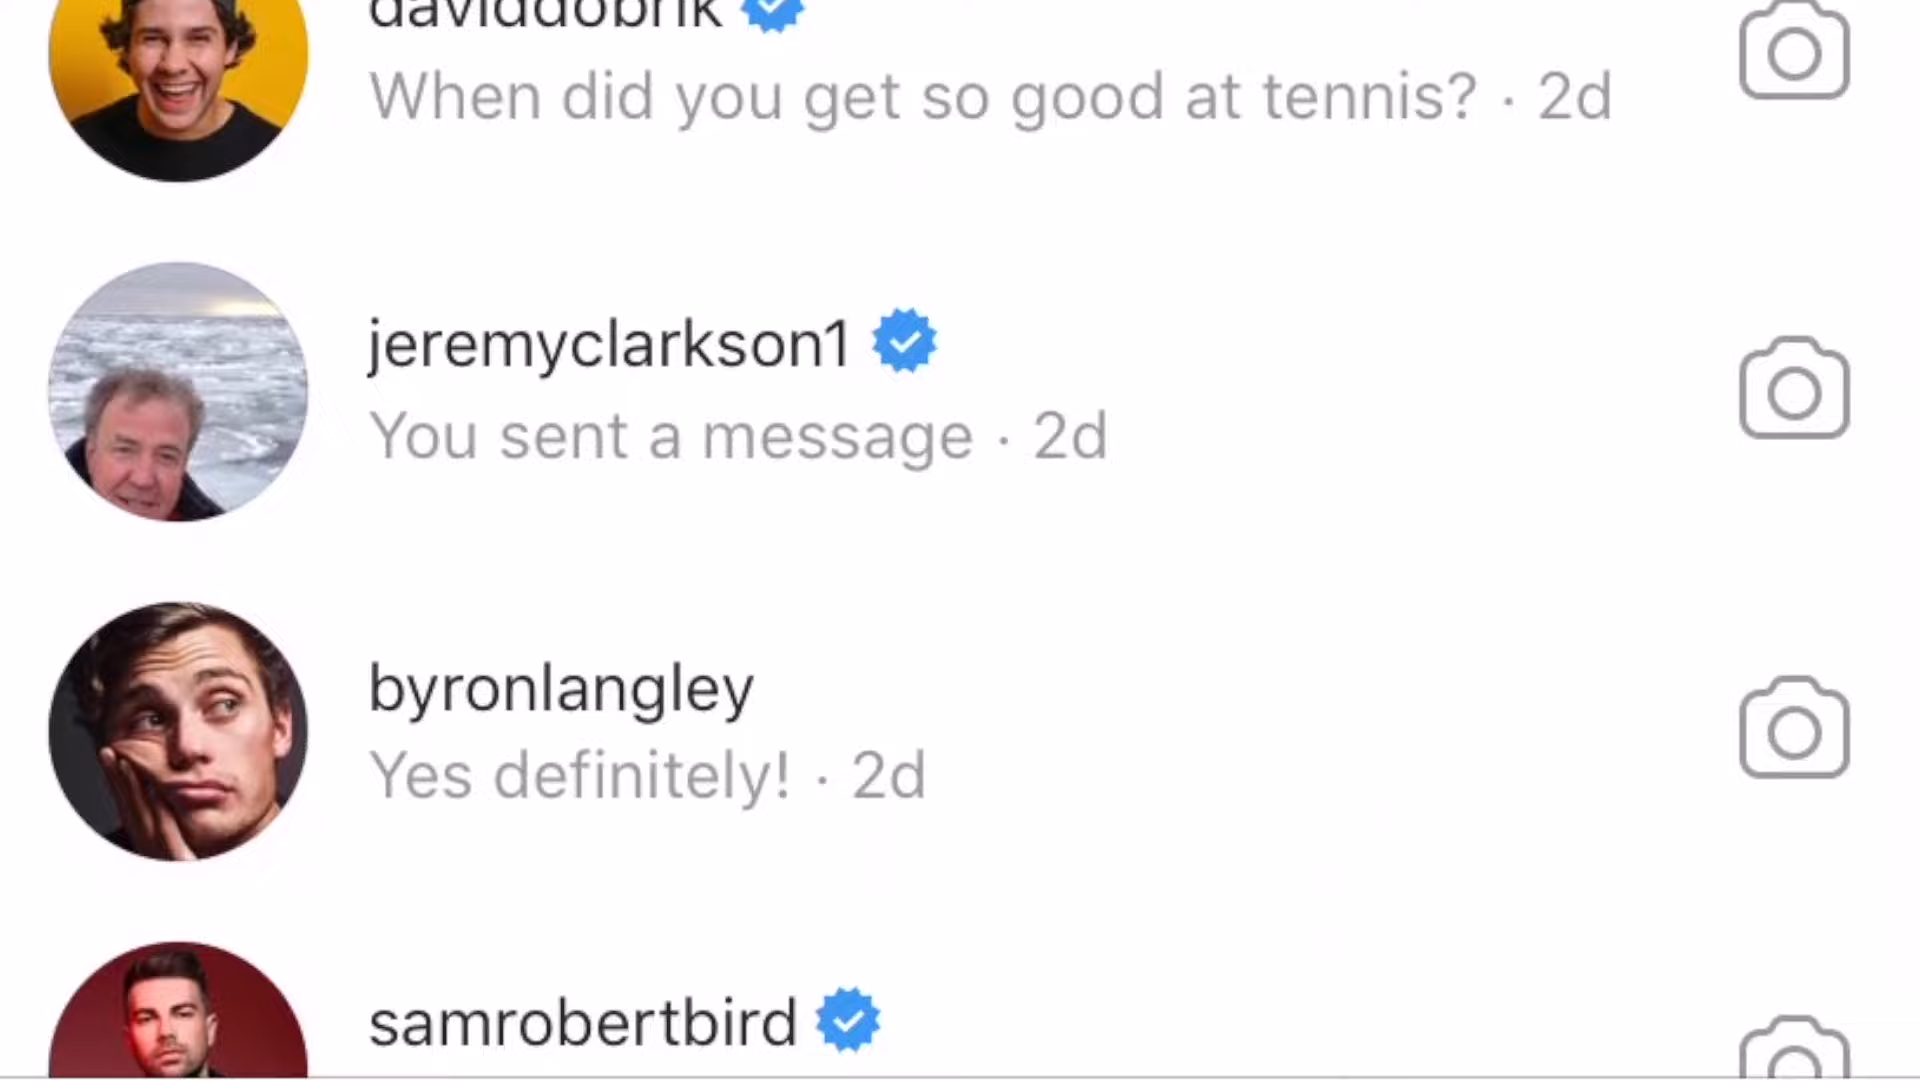 daviddobrik
When did you get so good at tennis? · 2d
jeremyclarkson1
You sent a message · 2d
byronlangley
Yes definitely! · 2d
samrobertbird